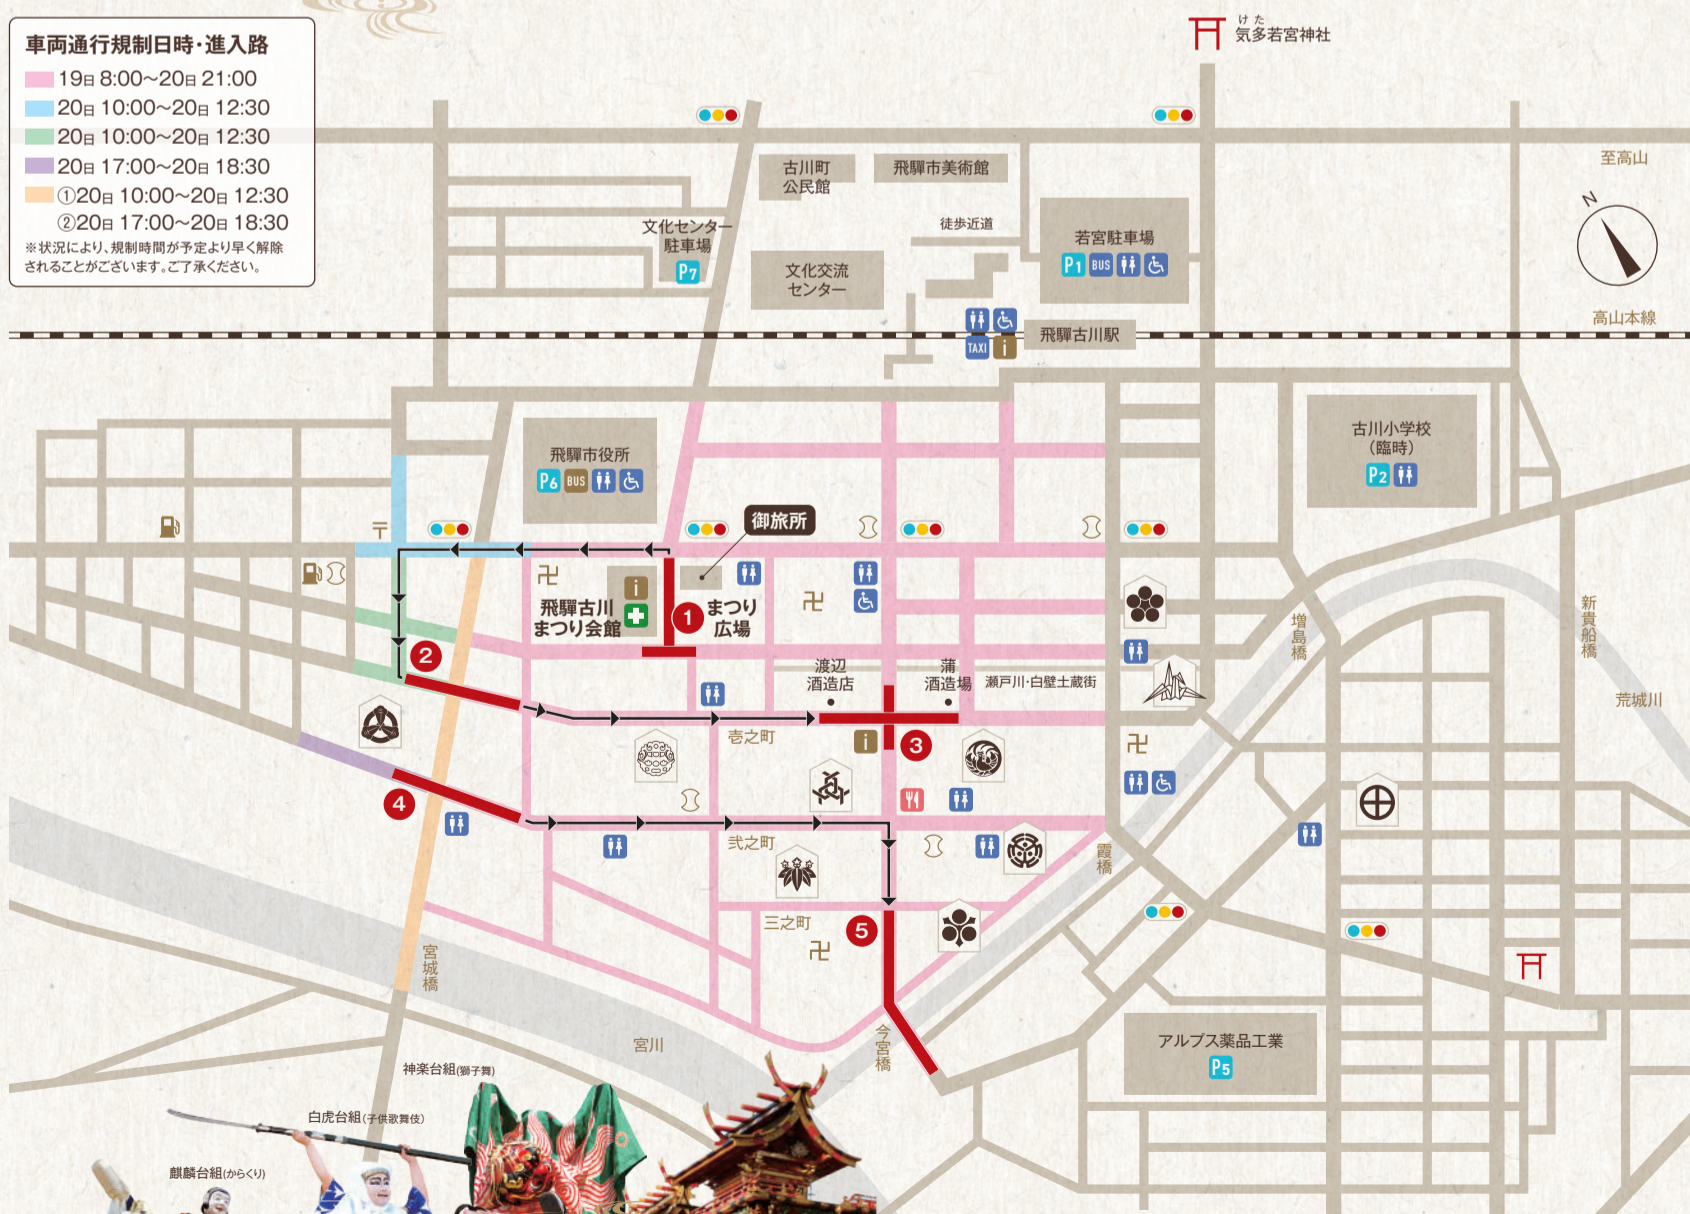 車両通行規制日時・進入路
19日 8:00〜20日 21:00
20日 10:00〜20日 12:30
20日 10:00〜20日 12:30
20日 17:00〜20日 18:30
①20日 10:00〜20日 12:30
②20日 17:00〜20日 18:30
※状況により、規制時間が予定より早く解除
されることがございます。ご了承ください。
けた
気多若宮神社
至高山
N
高山本線
古川町
公民館
飛騨市美術館
徒歩近道
文化センター
駐車場
P7
文化交流
センター
若宮駐車場
P1
BUS
TAXI
i
飛騨古川駅
飛騨市役所
P6
BUS
古川小学校
(臨時)
P2
御旅所
〒
卍
i
飛騨古川
まつり会館
1
まつり
広場
卍
2
渡辺
酒造店
蒲
酒造場
瀬戸川・白壁土蔵街
増島橋
新貴船橋
荒城川
壱之町
i
3
卍
4
弐之町
霞橋
三之町
卍
5
宮城橋
宮川
今宮橋
アルプス薬品工業
P5
神楽台組(獅子舞)
白虎台組(子供歌舞伎)
麒麟台組(からくり)